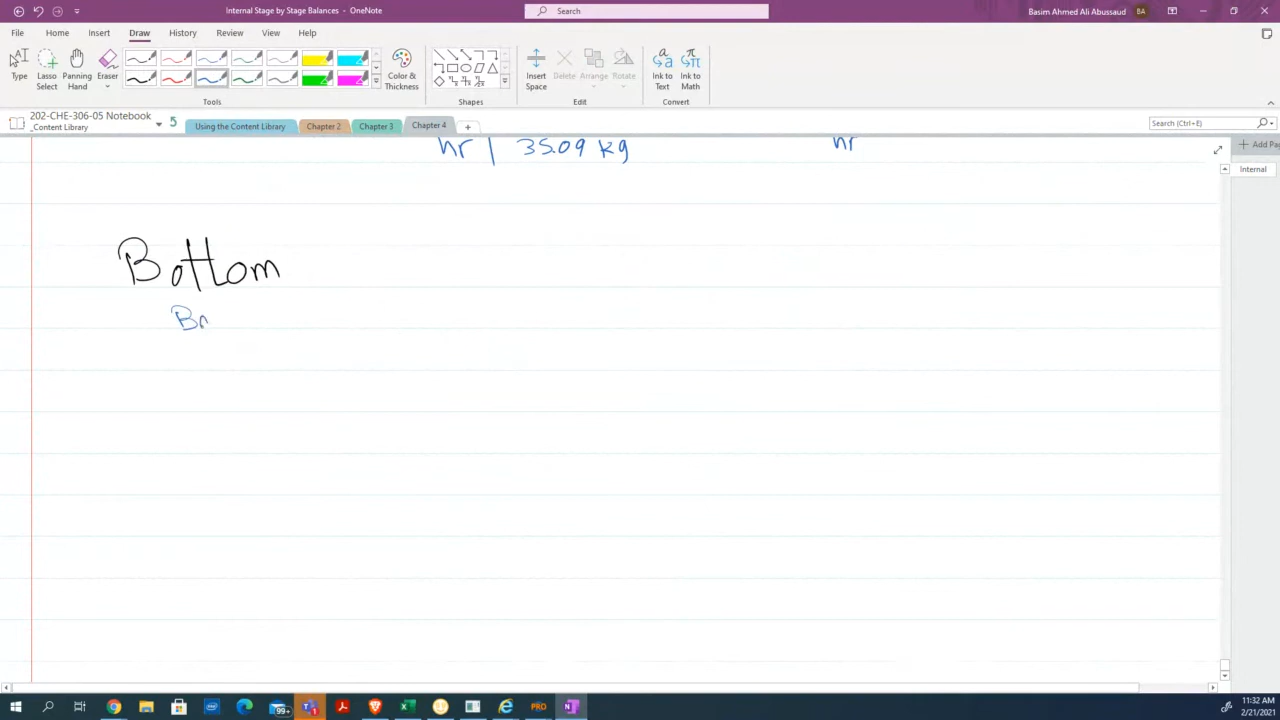 Internal Stage by Stage Balances - OneNote
Search
Basim Ahmed Ali Abussaud
BA
File
Home
Insert
Draw
History
Review
View
Help
Type
Lasso Select
Panning Hand
Eraser
Color & Thickness
Insert Space
Delete
Arrange
Rotate
Ink to Text
Ink to Math
Tools
Shapes
Edit
Convert
202-CHE-306-05 Notebook
_Content Library
Using the Content Library
Chapter 2
Chapter 3
Chapter 4
Search (Ctrl+E)
Add Pag
Internal
hr | 35.09 kg
hr
Bottom
99+
PRO
11:32 AM
2/21/2021